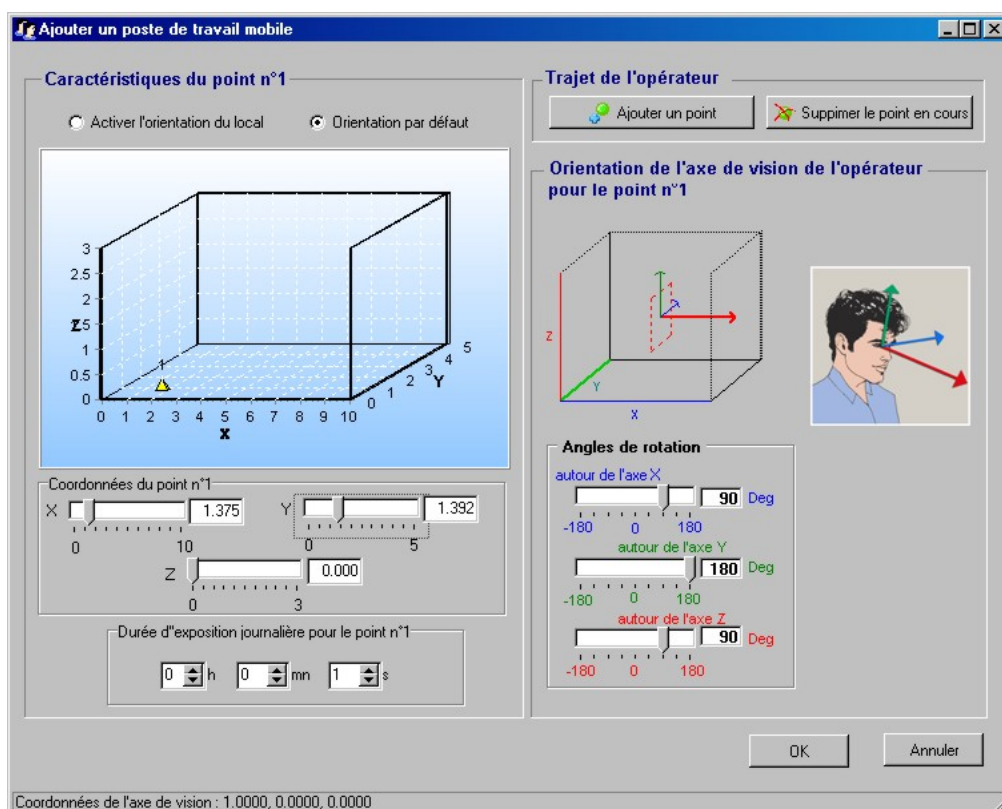 Ajouter un poste de travail mobile
Caractéristiques du point n°1
Activer l'orientation du local
Orientation par défaut
3
2.5
2
1.5
1
0.5
0
Z
1
0 1 2 3 4 5 6 7 8 9 10
X
0 1 2 3 4 5
Y
Coordonnées du point n°1
X 1.375
0 10
Y 1.392
0 5
Z 0.000
0 3
Durée d"exposition journalière pour le point n°1
0 h 0 mn 1 s
Trajet de l'opérateur
Ajouter un point
Suppimer le point en cours
Orientation de l'axe de vision de l'opérateur
pour le point n°1
Z
Y
X
Angles de rotation
autour de l'axe X
90 Deg
-180 0 180
autour de l'axe Y
180 Deg
-180 0 180
autour de l'axe Z
90 Deg
-180 0 180
OK
Annuler
Coordonnées de l'axe de vision : 1.0000, 0.0000, 0.0000